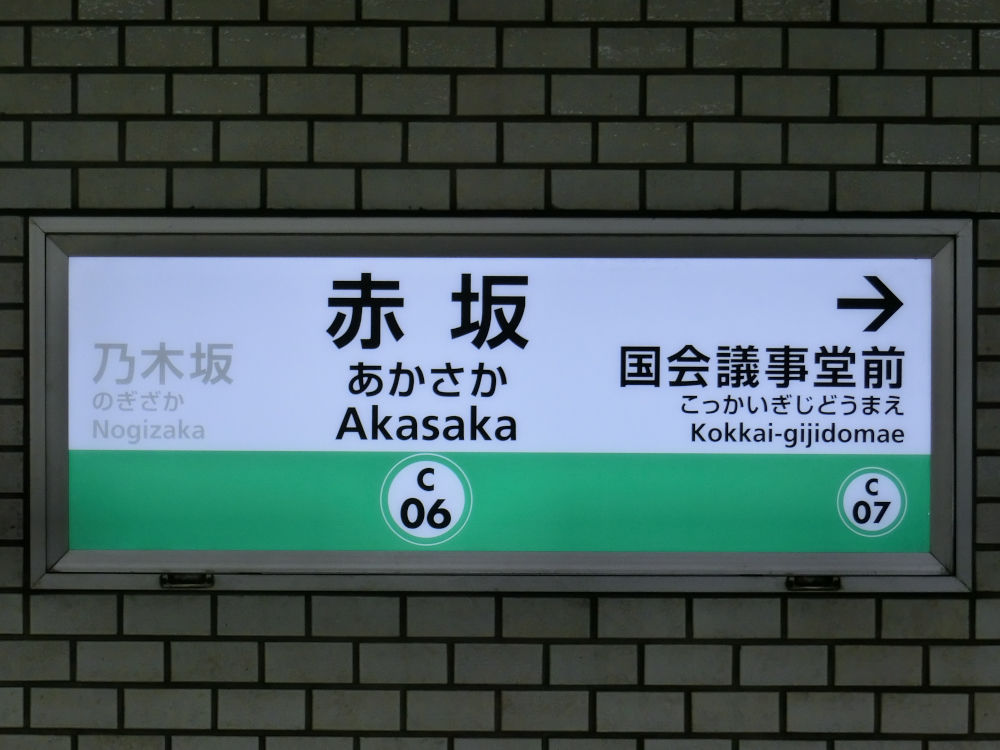 乃木坂
のぎざか
Nogizaka
赤坂
あかさか
Akasaka
C
06
→
国会議事堂前
こっかいぎじどうまえ
Kokkai-gijidomae
C
07